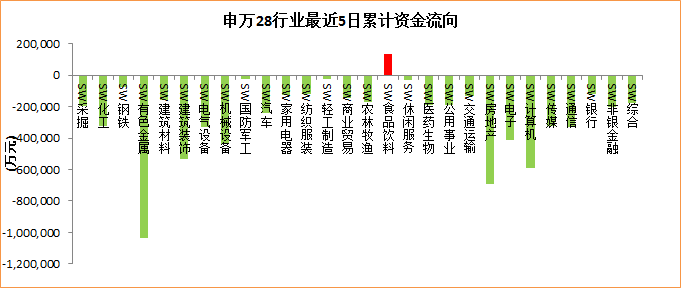 申万28行业最近5日累计资金流向
200,000
0
-200,000
-400,000
-600,000
-800,000
-1,000,000
-1,200,000
(万元)
SW采掘
SW化工
SW钢铁
SW有色金属
SW建筑材料
SW建筑装饰
SW电气设备
SW机械设备
SW国防军工
SW汽车
SW家用电器
SW纺织服装
SW轻工制造
SW商业贸易
SW农林牧渔
SW食品饮料
SW休闲服务
SW医药生物
SW公用事业
SW交通运输
SW房地产
SW电子
SW计算机
SW传媒
SW通信
SW银行
SW非银金融
SW综合